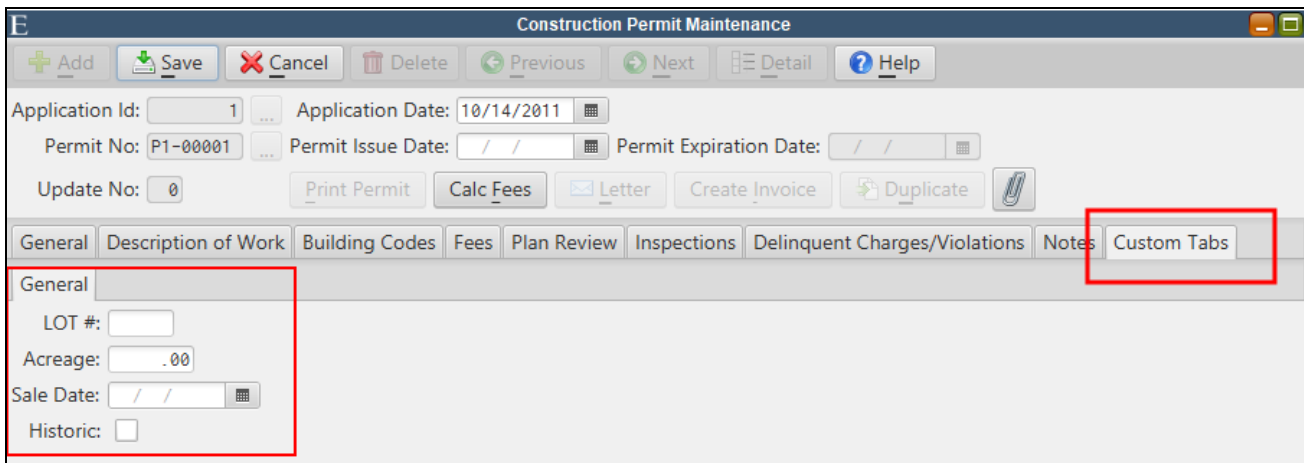 E Construction Permit Maintenance
Add Save Cancel Delete Previous Next Detail Help
Application Id: 1 ... Application Date: 10/14/2011
Permit No: P1-00001 ... Permit Issue Date: / / Permit Expiration Date: / /
Update No: 0 Print Permit Calc Fees Letter Create Invoice Duplicate
General Description of Work Building Codes Fees Plan Review Inspections Delinquent Charges/Violations Notes Custom Tabs
General
LOT #:
Acreage: .00
Sale Date: / /
Historic: